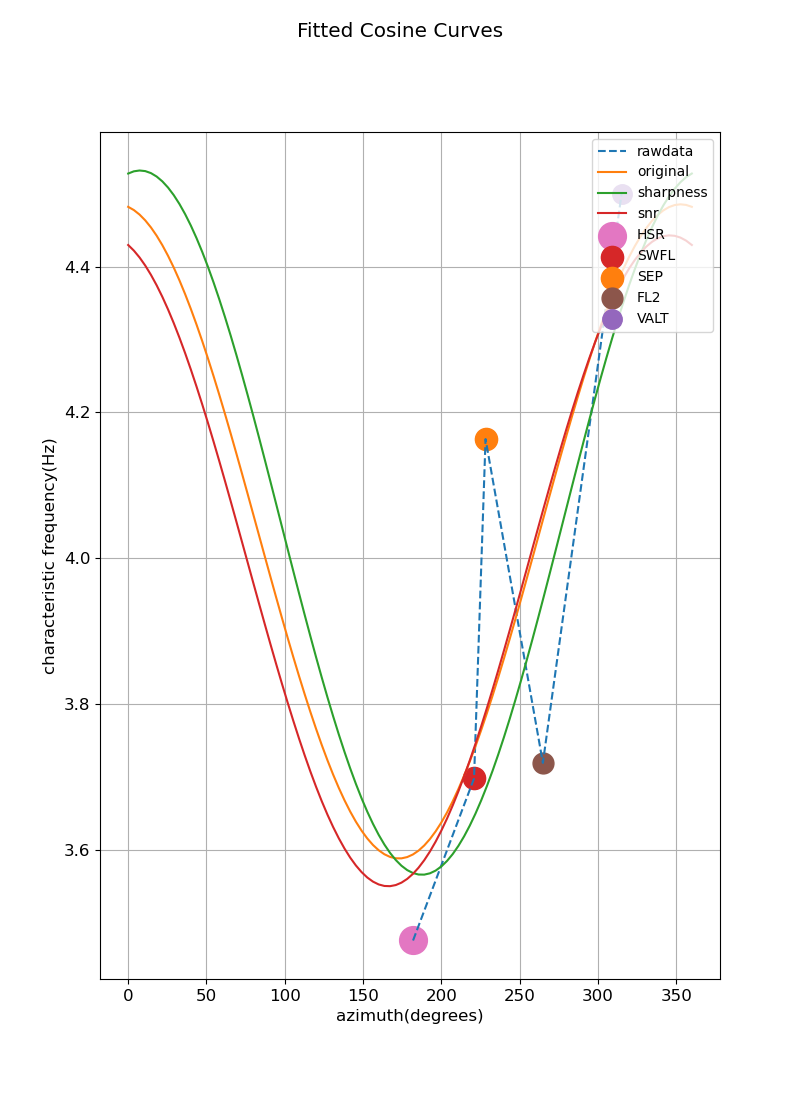 Fitted Cosine Curves
rawdata
original
sharpness
snr
HSR
SWFL
SEP
FL2
VALT
characteristic frequency(Hz)
4.4
4.2
4.0
3.8
3.6
0 50 100 150 200 250 300 350
azimuth(degrees)